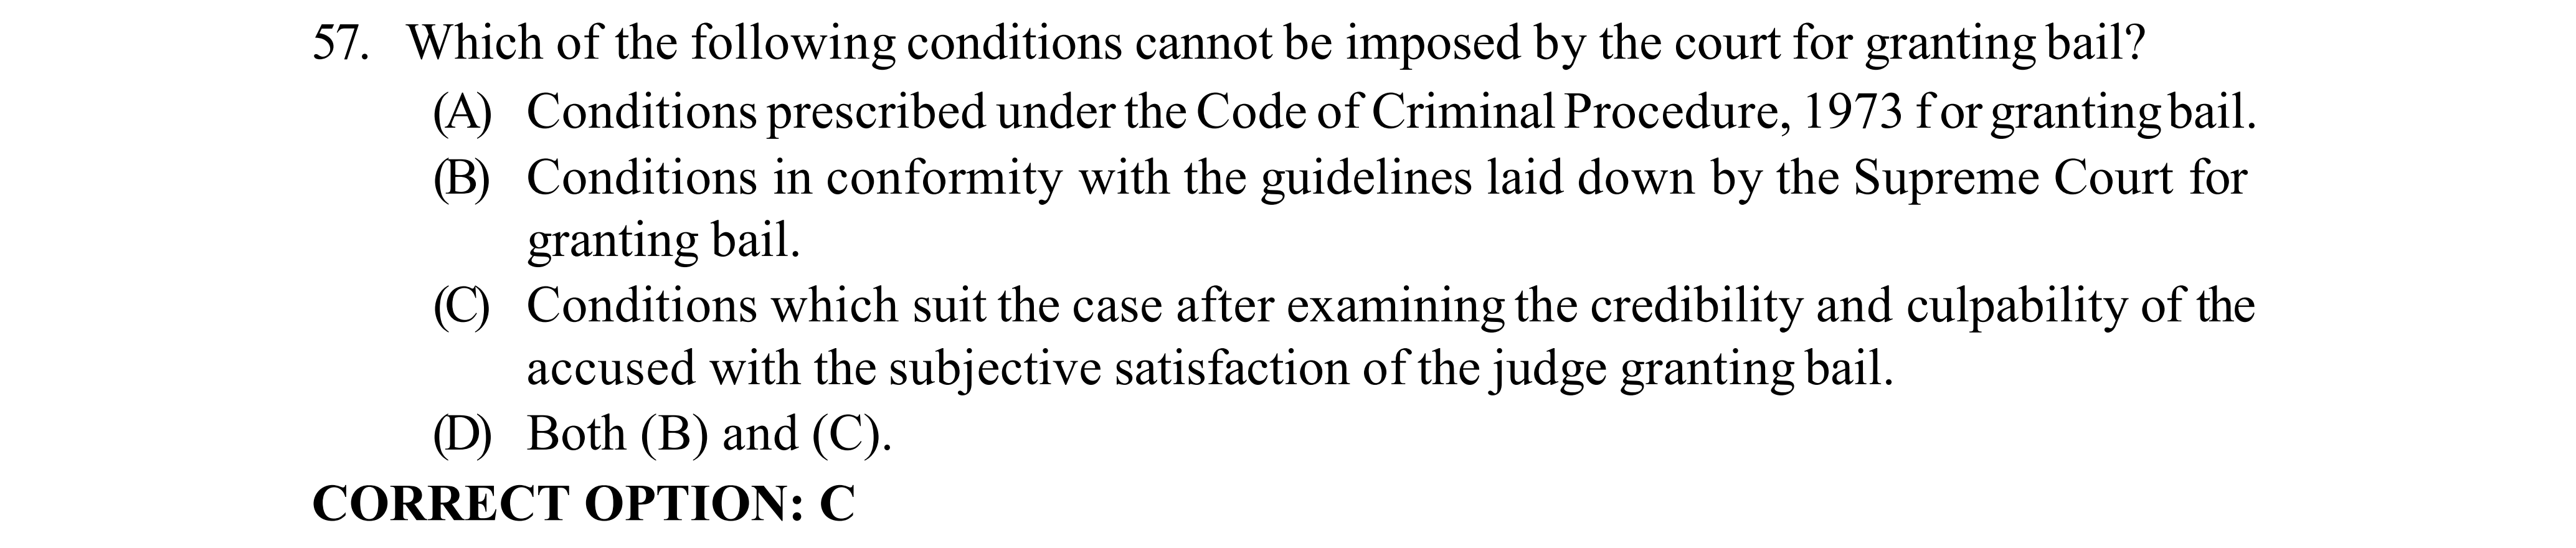 57. Which of the following conditions cannot be imposed by the court for granting bail?
(A) Conditions prescribed under the Code of Criminal Procedure, 1973 for granting bail.
(B) Conditions in conformity with the guidelines laid down by the Supreme Court for
granting bail.
(C) Conditions which suit the case after examining the credibility and culpability of the
accused with the subjective satisfaction of the judge granting bail.
(D) Both (B) and (C).
CORRECT OPTION: C